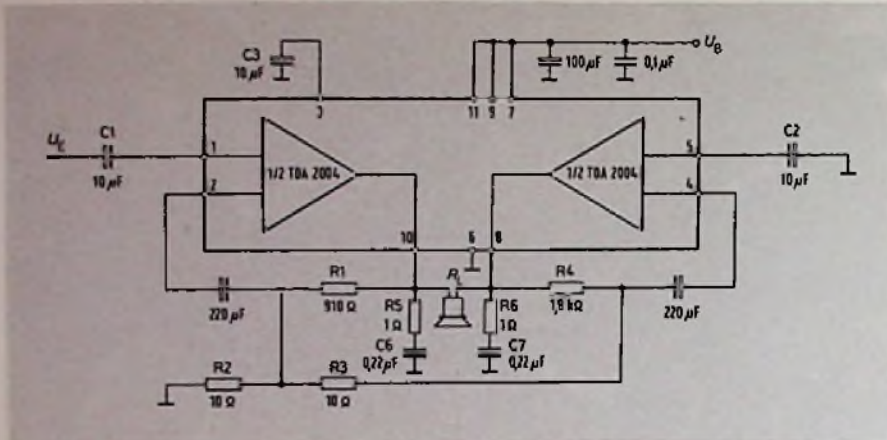 C3
10 µF
100 µF
0,1 µF
U_B
3
11 9 7
U_E
C1
10 µF
1
2
1/2 TDA 2004
1/2 TDA 2004
5
4
C2
10 µF
10
6
8
220 µF
R1
910 Ω
R5
1 Ω
C6
0,22 µF
R_L
R6
1 Ω
C7
0,22 µF
R4
1,8 kΩ
220 µF
R2
10 Ω
R3
10 Ω